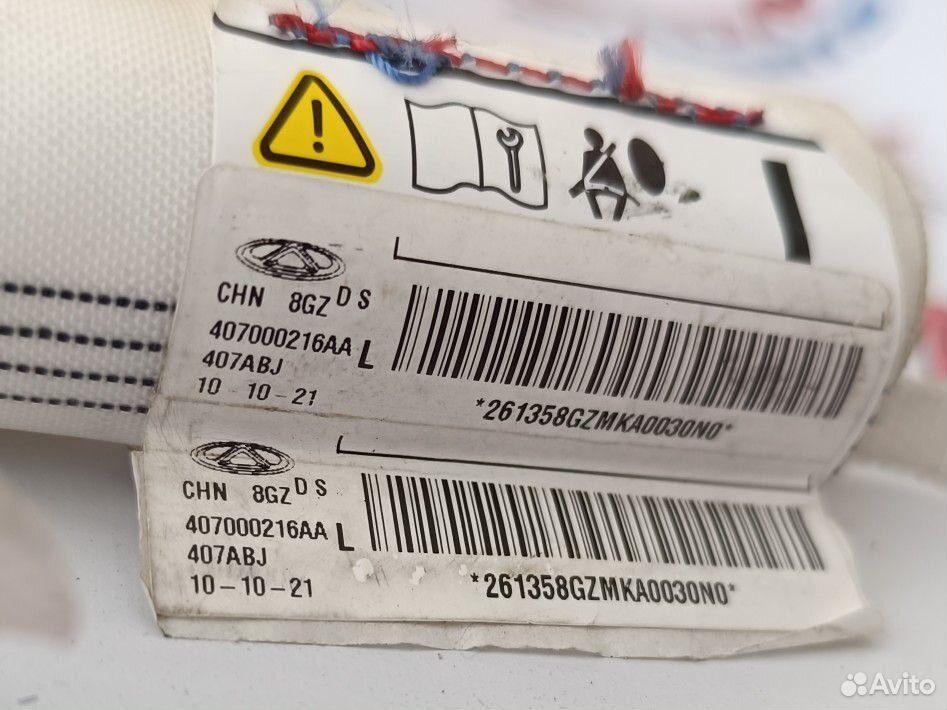 CHN 8GZ D S
407000216AA L
407ABJ
10-10-21
*261358GZMKA0030N0*
CHN 8GZ D S
407000216AA L
407ABJ
10-10-21
*261358GZMKA0030N0*
Avito